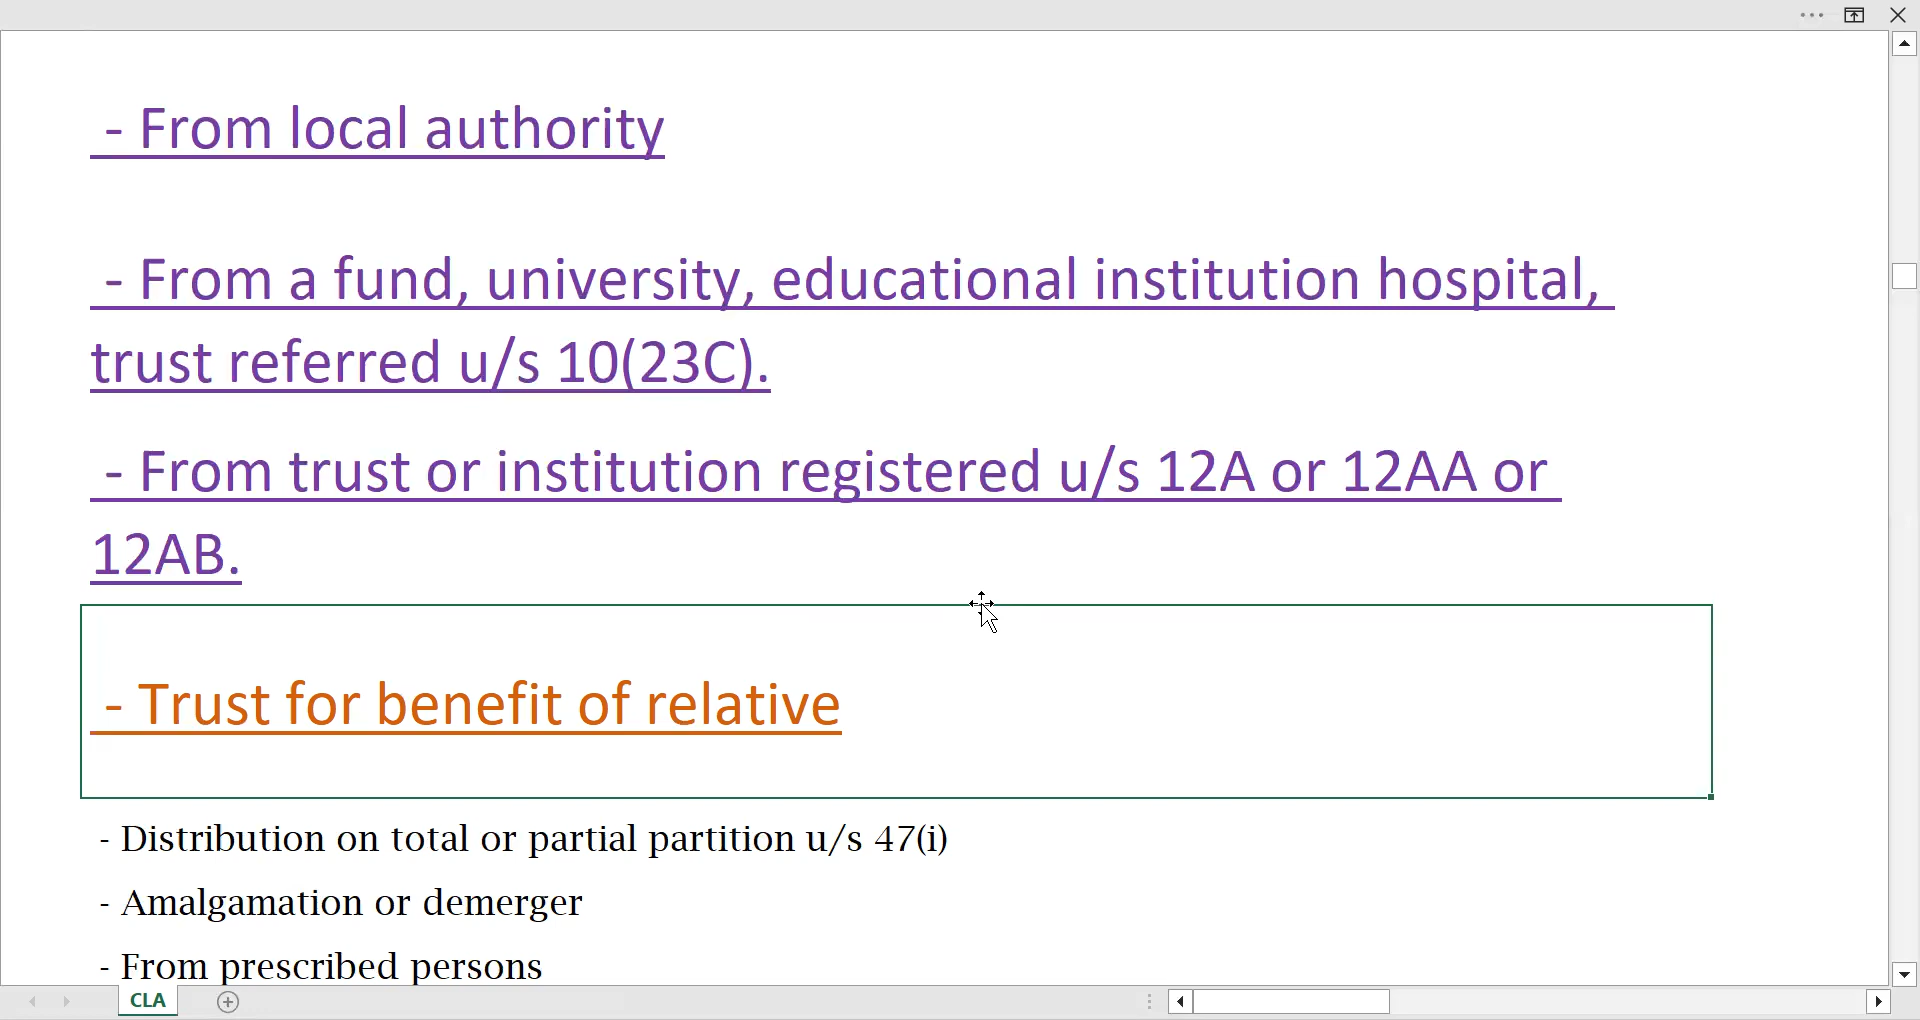 - From local authority
- From a fund, university, educational institution hospital,
trust referred u/s 10(23C).
- From trust or institution registered u/s 12A or 12AA or
12AB.
- Trust for benefit of relative
- Distribution on total or partial partition u/s 47(i)
- Amalgamation or demerger
- From prescribed persons
CLA